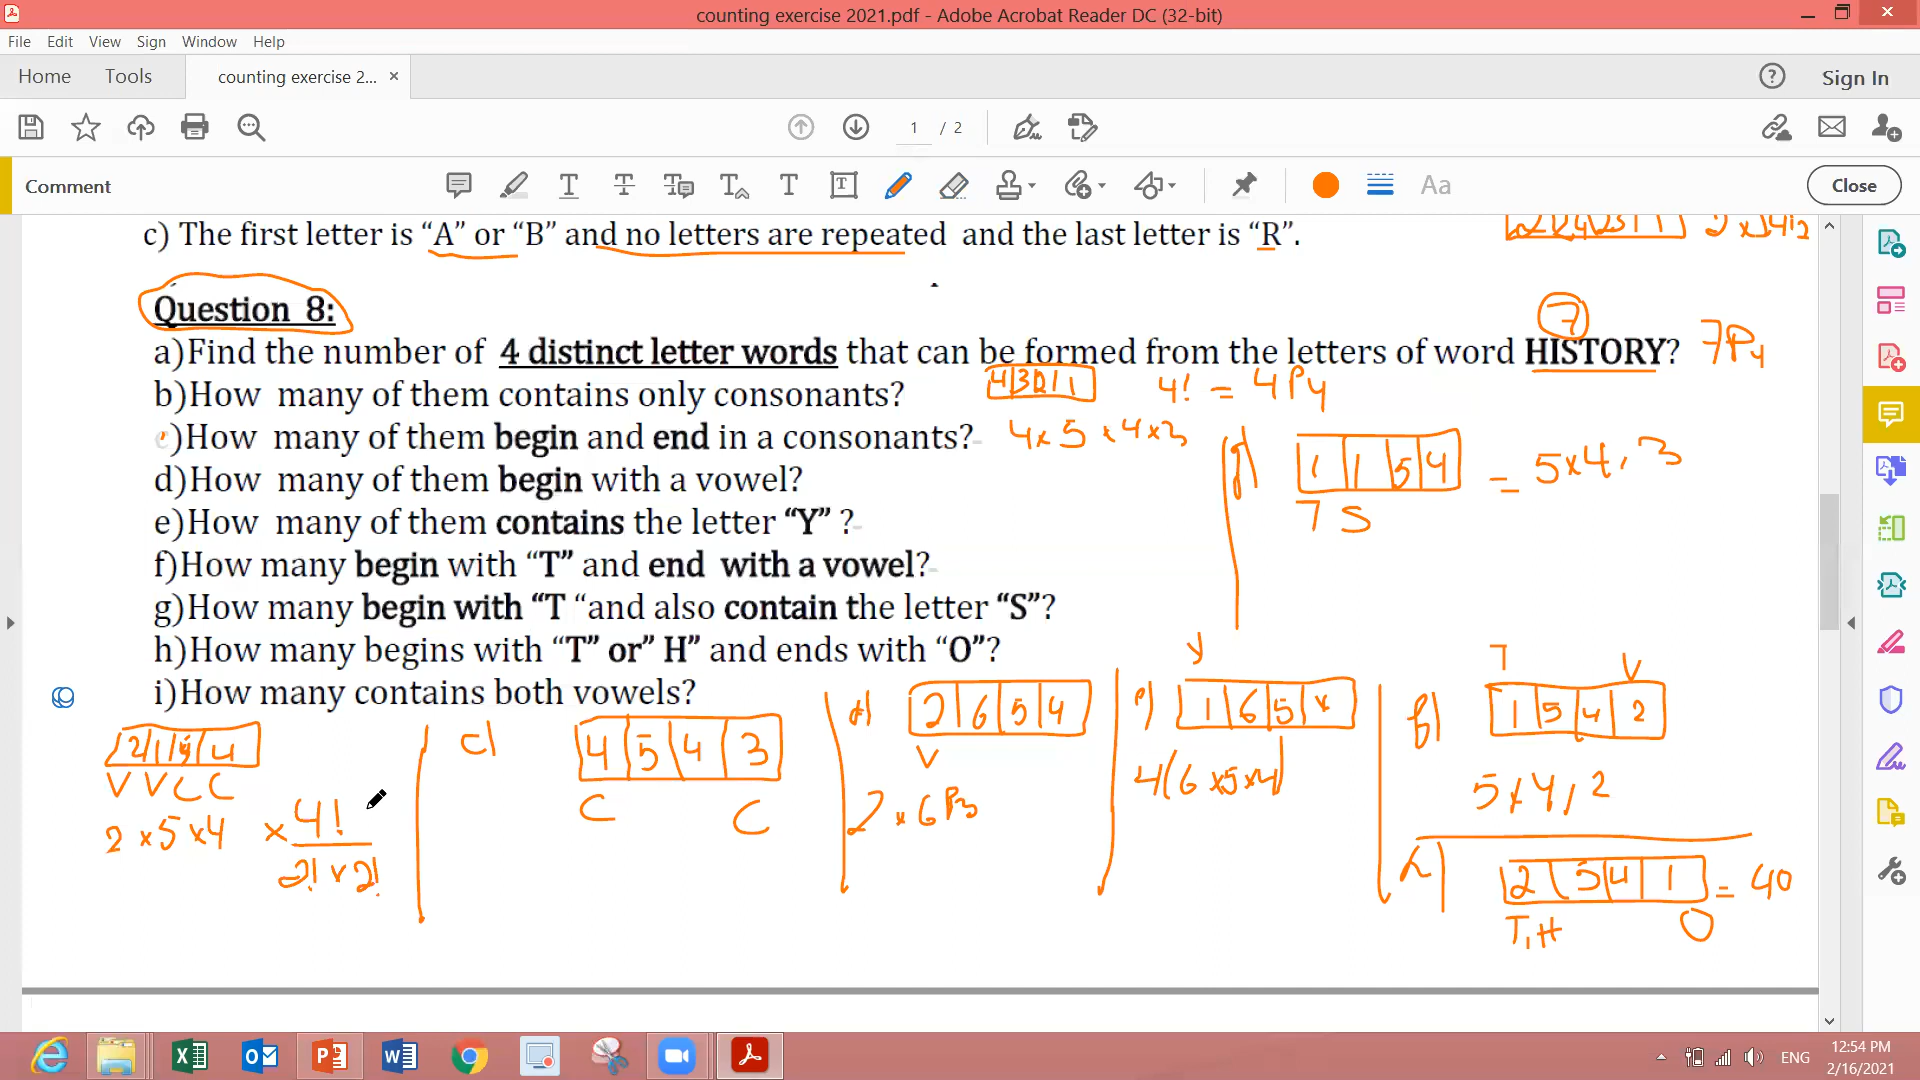 counting exercise 2021.pdf - Adobe Acrobat Reader DC (32-bit)
File Edit View Sign Window Help
Home Tools counting exercise 2... × Sign In
1 / 2
Comment Aa Close
c) The first letter is “A” or “B” and no letters are repeated and the last letter is “R”.
Question 8:
7
a)Find the number of 4 distinct letter words that can be formed from the letters of word HISTORY? 7P4
b)How many of them contains only consonants? 4! = 4P4
)How many of them begin and end in a consonants? 4×5×4×3
d)How many of them begin with a vowel?
e)How many of them contains the letter “Y” ?
f)How many begin with “T” and end with a vowel?
g)How many begin with “T “and also contain the letter “S”?
h)How many begins with “T” or” H” and ends with “O”?
i)How many contains both vowels?
g) 1 1 5 4 = 5×4, 3
T S
V V C C
2×5×4 × 4!
2! × 2!
c) 4 5 4 3
C C
d) 2 6 5 4
V
2 × 6P3
y
e) 1 6 5 x
4(6×5×4)
T V
f) 1 5 4 2
5×4, 2
h) 2 5 4 1 = 40
T,H O
ENG
12:54 PM
2/16/2021